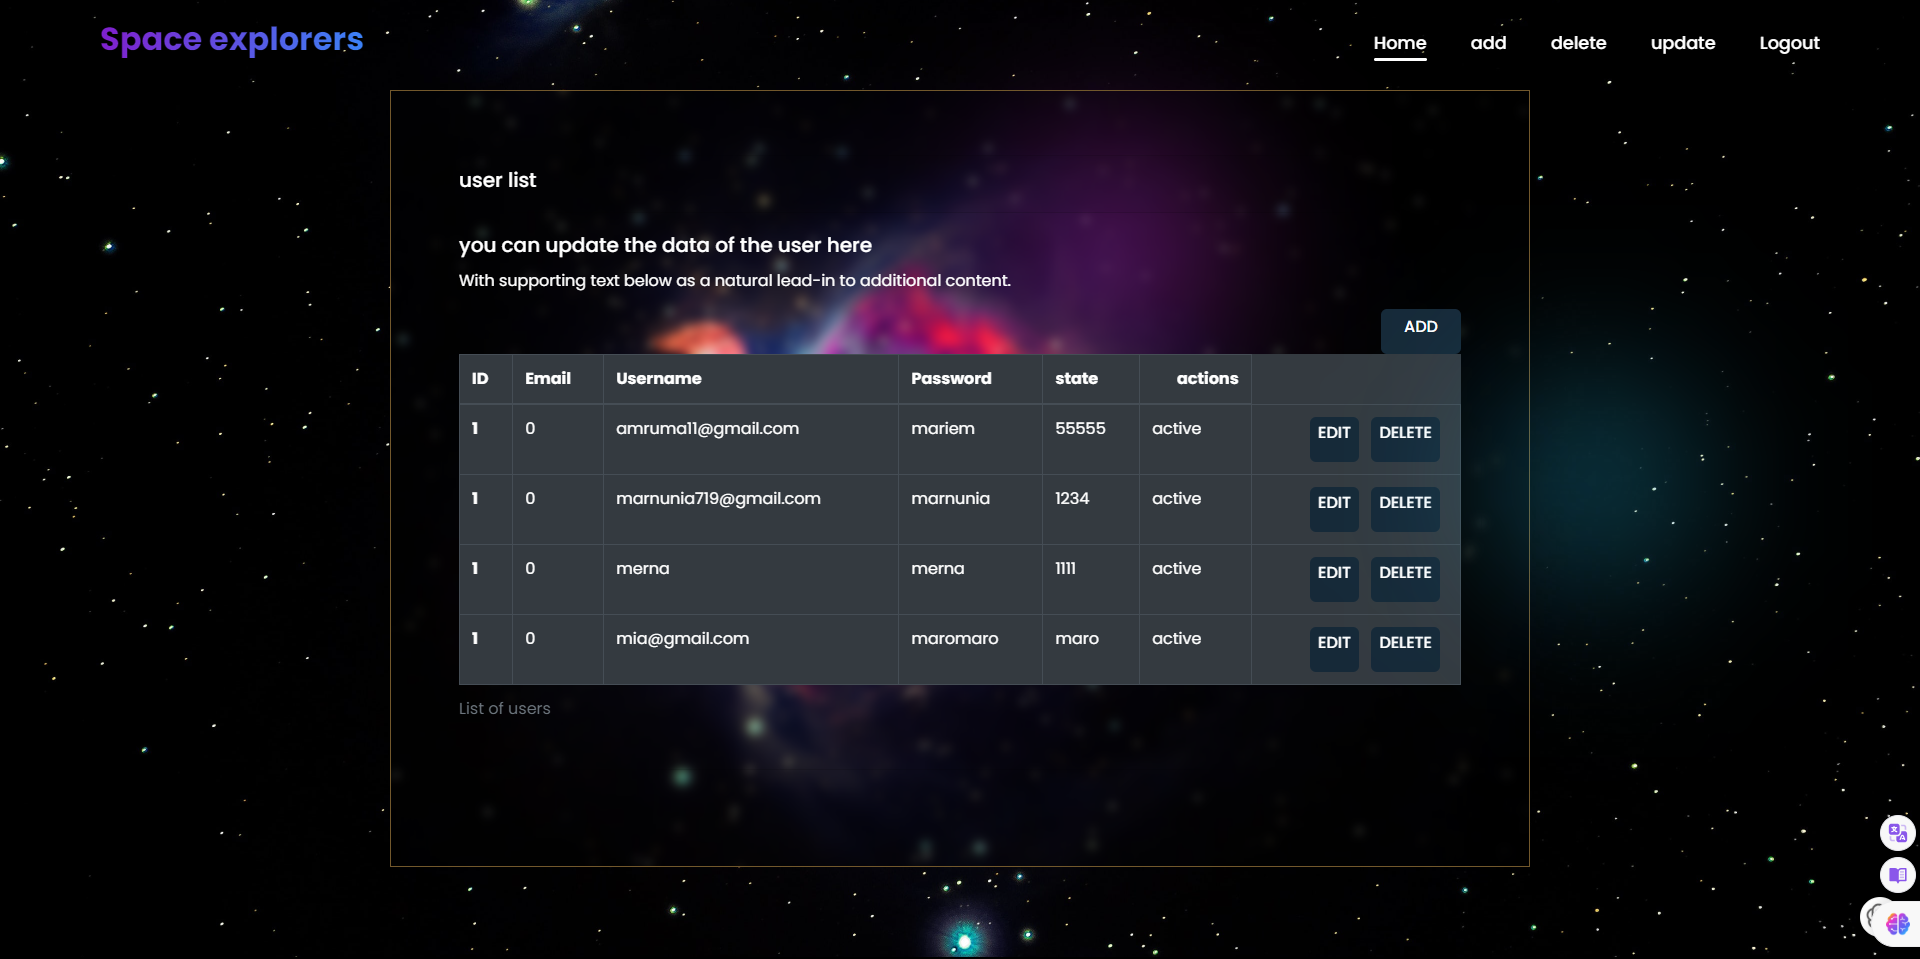 Space explorers
Home add delete update Logout
user list
you can update the data of the user here
With supporting text below as a natural lead-in to additional content.
ADD
ID Email Username Password state actions
1 0 amruma11@gmail.com mariem 55555 active EDIT DELETE
1 0 marnunia719@gmail.com marnunia 1234 active EDIT DELETE
1 0 merna merna 1111 active EDIT DELETE
1 0 mia@gmail.com maromaro maro active EDIT DELETE
List of users